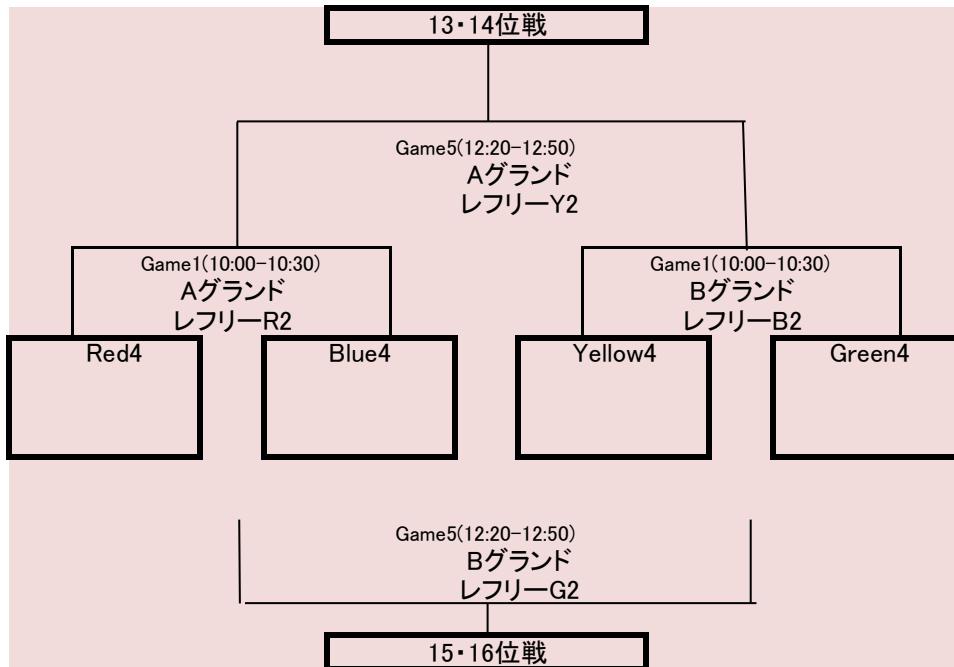 13・14位戦
Game5(12:20-12:50)
Aグランド
レフリーY2
Game1(10:00-10:30)
Aグランド
レフリーR2
Game1(10:00-10:30)
Bグランド
レフリーB2
Red4
Blue4
Yellow4
Green4
Game5(12:20-12:50)
Bグランド
レフリーG2
15・16位戦